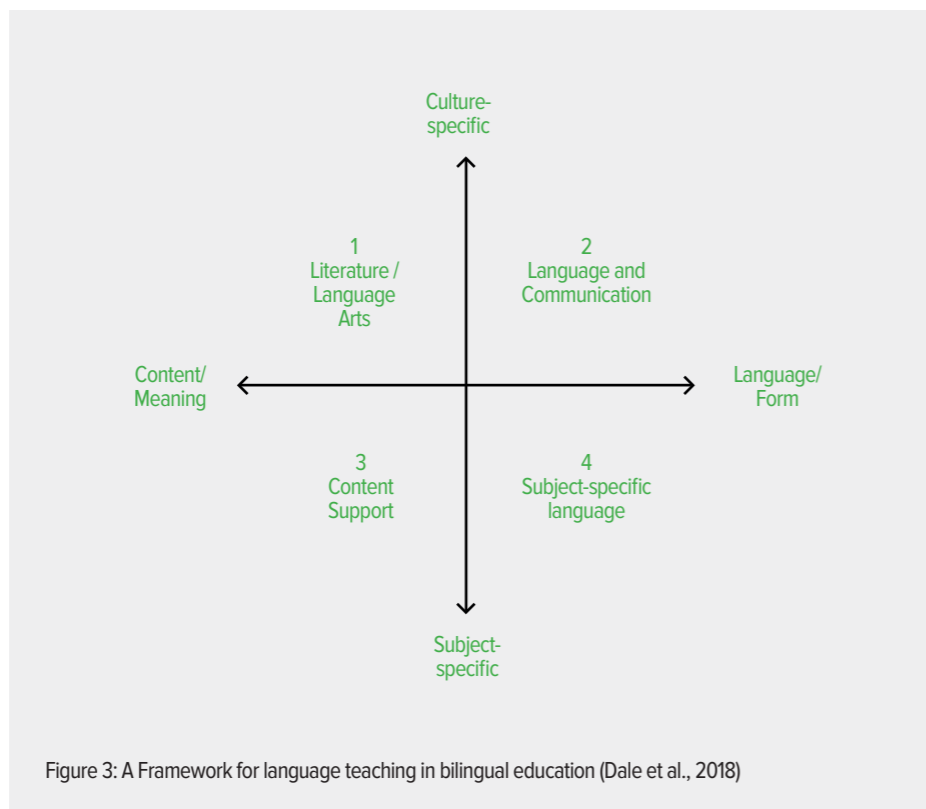 Culture-
specific
1
Literature /
Language
Arts
2
Language and
Communication
Content/
Meaning
Language/
Form
3
Content
Support
4
Subject-specific
language
Subject-
specific
Figure 3: A Framework for language teaching in bilingual education (Dale et al., 2018)